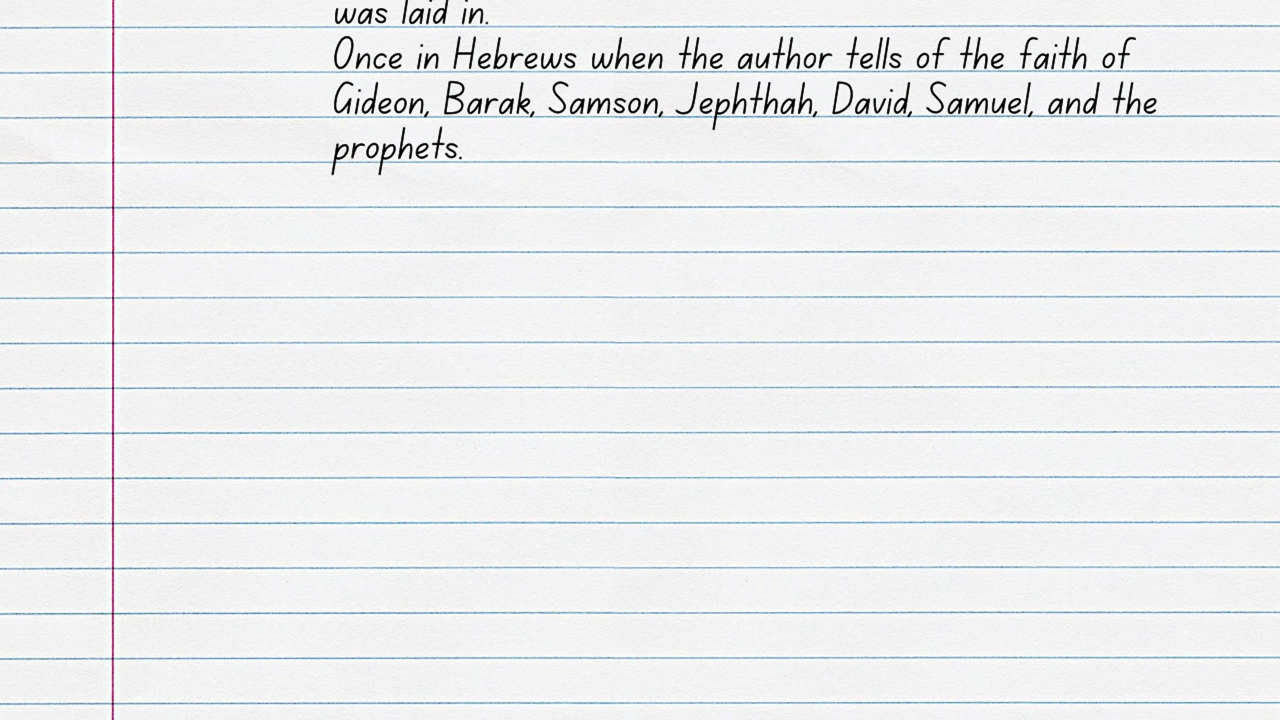 was laid in.
Once in Hebrews when the author tells of the faith of
Gideon, Barak, Samson, Jephthah, David, Samuel, and the
prophets.